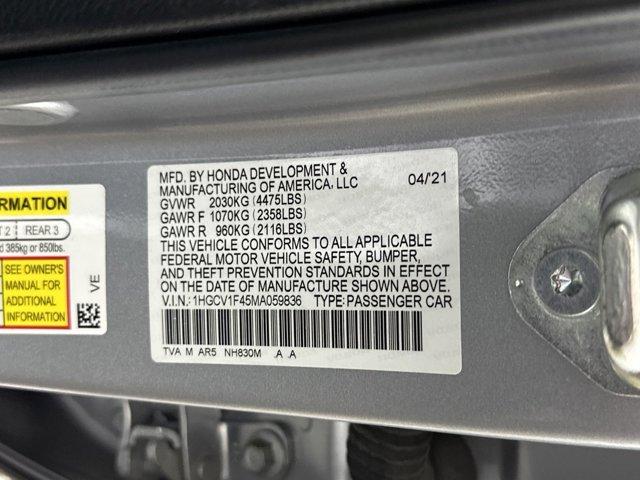 RMATION
T 2 REAR 3
d 385kg or 850lbs.
SEE OWNER'S
MANUAL FOR
ADDITIONAL
INFORMATION
VE
MFD. BY HONDA DEVELOPMENT &
MANUFACTURING OF AMERICA, LLC 04/21
GVWR 2030KG (4475LBS)
GAWR F 1070KG (2358LBS)
GAWR R 960KG (2116LBS)
THIS VEHICLE CONFORMS TO ALL APPLICABLE
FEDERAL MOTOR VEHICLE SAFETY, BUMPER,
AND THEFT PREVENTION STANDARDS IN EFFECT
ON THE DATE OF MANUFACTURE SHOWN ABOVE.
V.I.N.: 1HGCV1F45MA059836 TYPE: PASSENGER CAR
TVA M AR5 NH830M A A